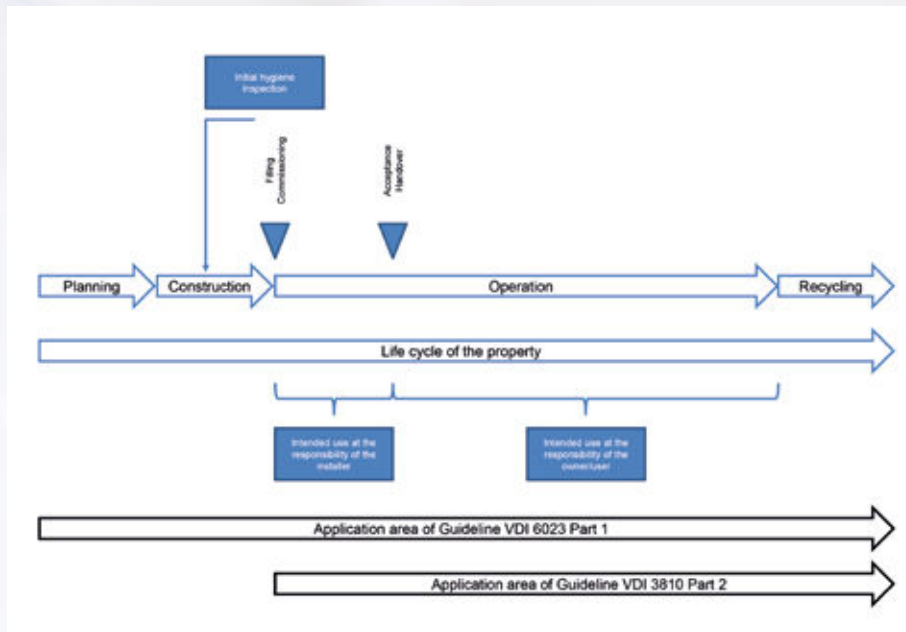 Initial hygiene
inspection
Filling
Commissioning
Acceptance
Handover
Planning
Construction
Operation
Recycling
Life cycle of the property
Intended use at the
responsibility of the
installer
Intended use at the
responsibility of the
owner/user
Application area of Guideline VDI 6023 Part 1
Application area of Guideline VDI 3810 Part 2